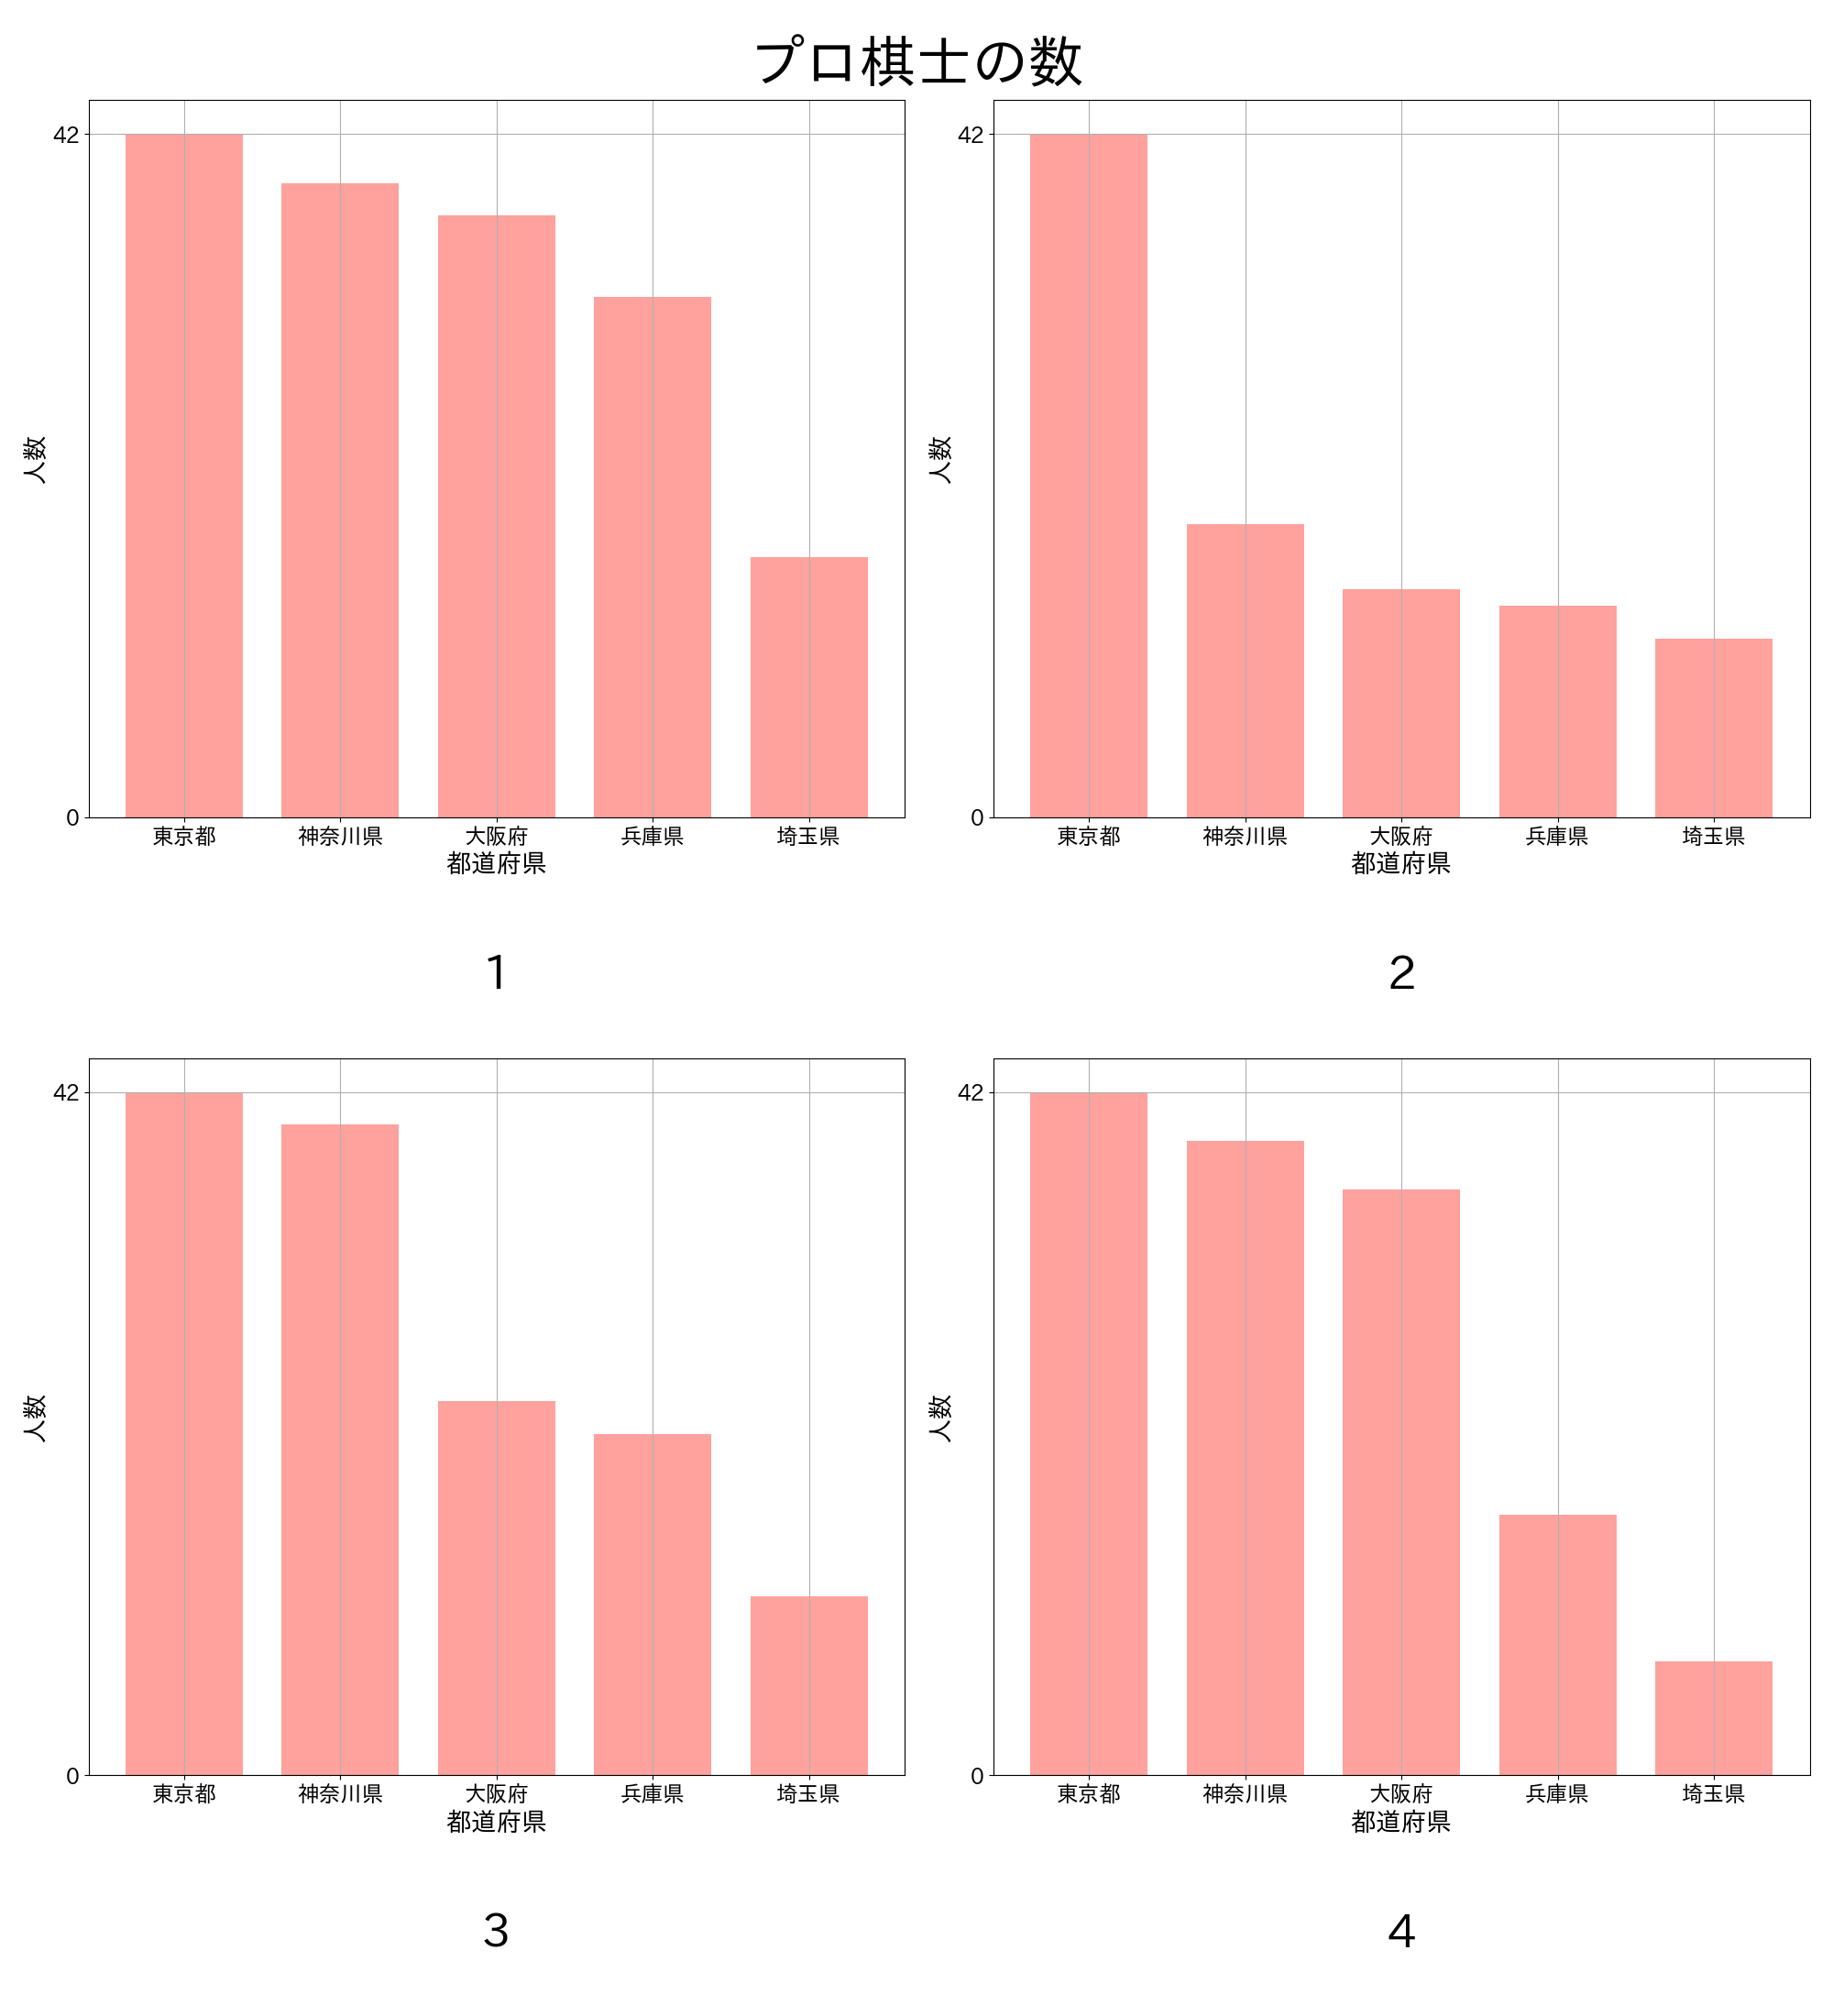 プロ棋士の数
42
人数
0
東京都 神奈川県 大阪府 兵庫県 埼玉県
都道府県
1
42
人数
0
東京都 神奈川県 大阪府 兵庫県 埼玉県
都道府県
2
42
人数
0
東京都 神奈川県 大阪府 兵庫県 埼玉県
都道府県
3
42
人数
0
東京都 神奈川県 大阪府 兵庫県 埼玉県
都道府県
4